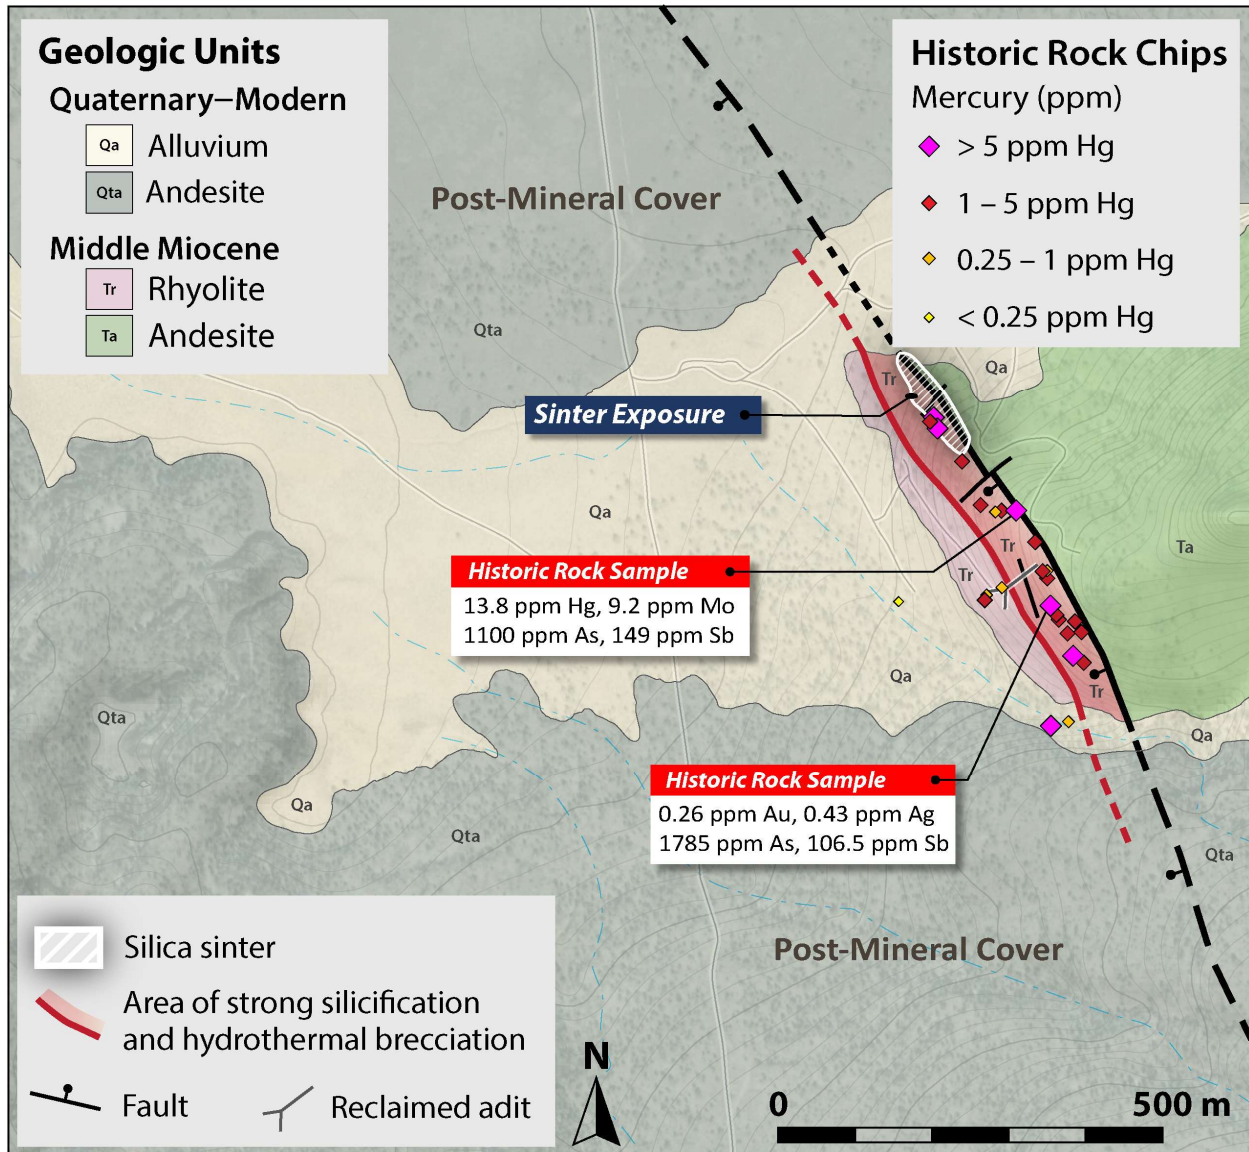 Geologic Units
Quaternary–Modern
Qa Alluvium
Qta Andesite
Middle Miocene
Tr Rhyolite
Ta Andesite
Historic Rock Chips
Mercury (ppm)
> 5 ppm Hg
1 – 5 ppm Hg
0.25 – 1 ppm Hg
< 0.25 ppm Hg
Post-Mineral Cover
Qta
Qa
Tr
Sinter Exposure
Qa
Ta
Tr
Tr
Historic Rock Sample
13.8 ppm Hg, 9.2 ppm Mo
1100 ppm As, 149 ppm Sb
Qa
Tr
Qta
Qa
Historic Rock Sample
0.26 ppm Au, 0.43 ppm Ag
1785 ppm As, 106.5 ppm Sb
Qa
Qta
Qta
Post-Mineral Cover
Silica sinter
Area of strong silicification
and hydrothermal brecciation
Fault
Reclaimed adit
N
0 500 m